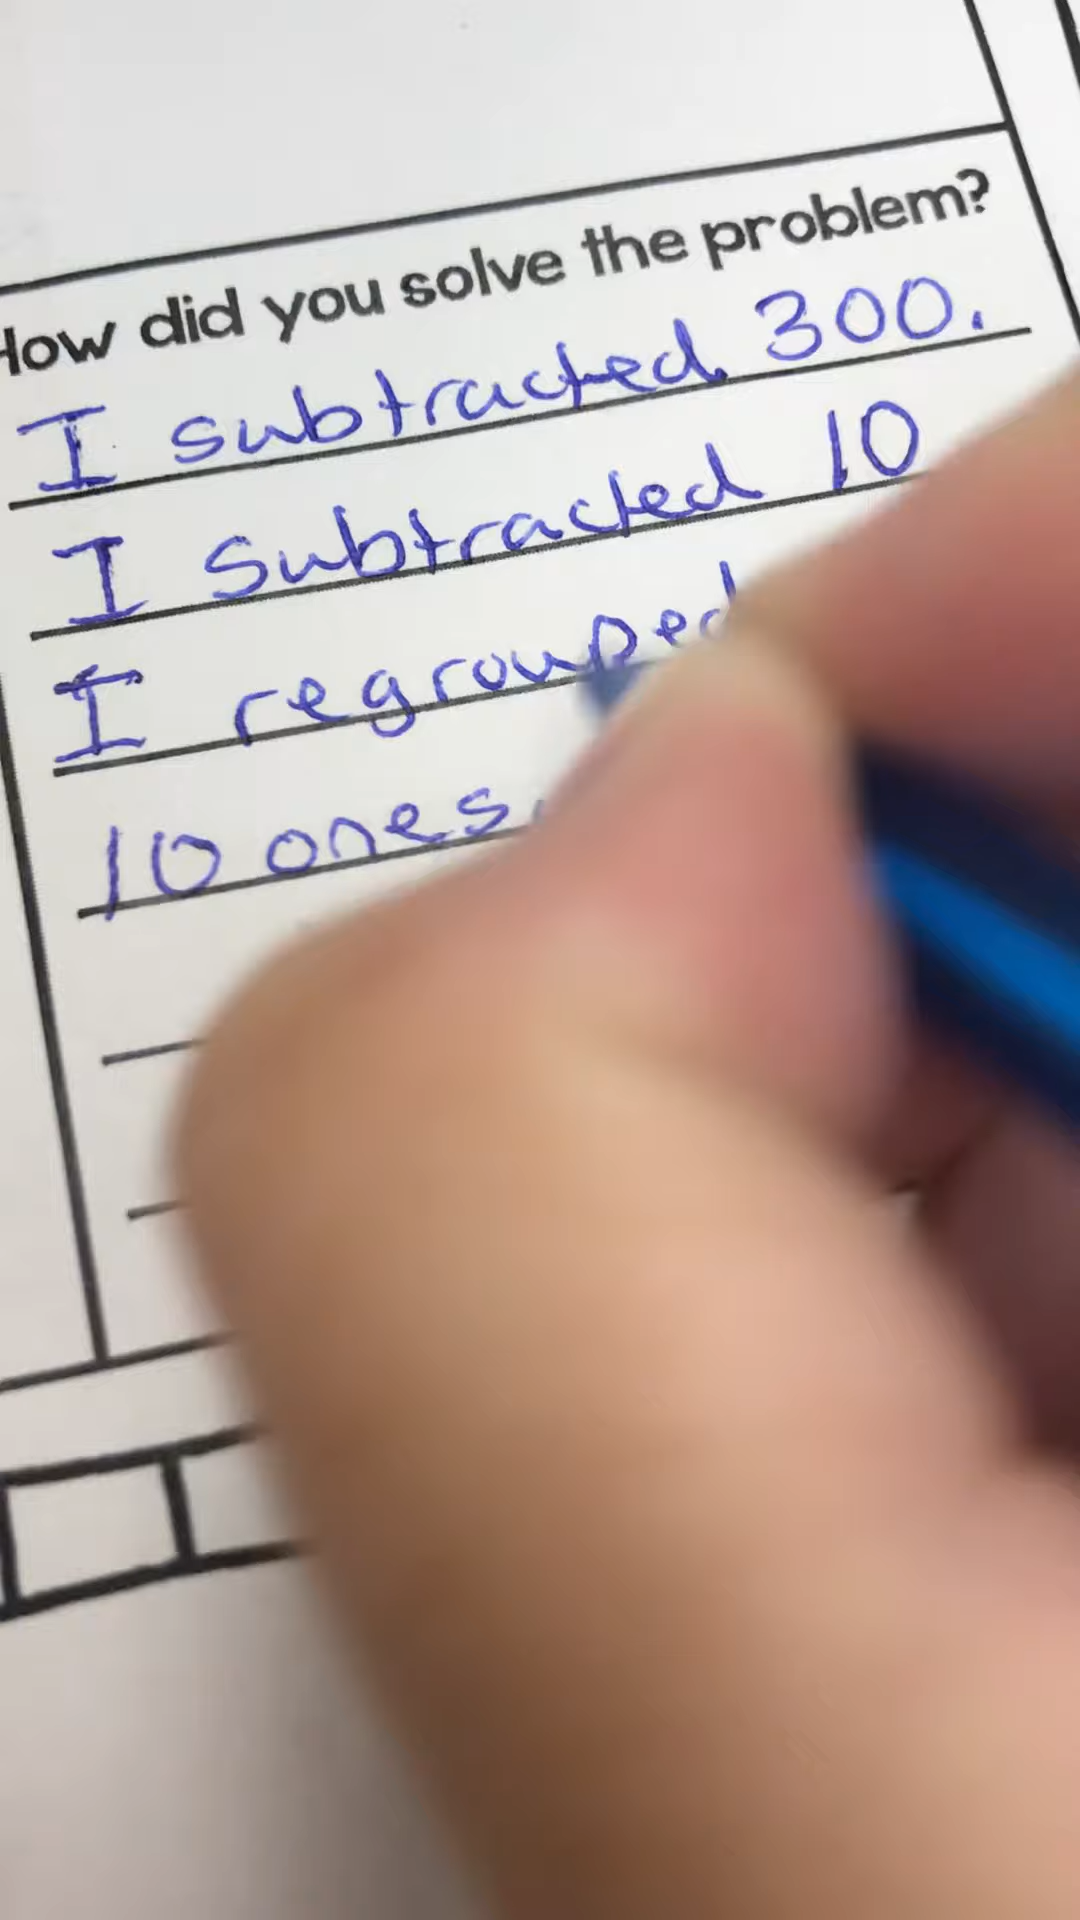 How did you solve the problem?
I subtracted 300.
I subtracted 10
I regrouped
10 ones.